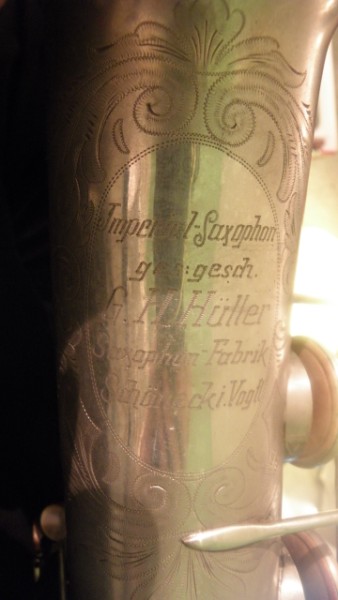 Imperial-Saxophon
ges: gesch.
G. H. Hüller
Saxophon-Fabrik
Schöneck i. Vogtl